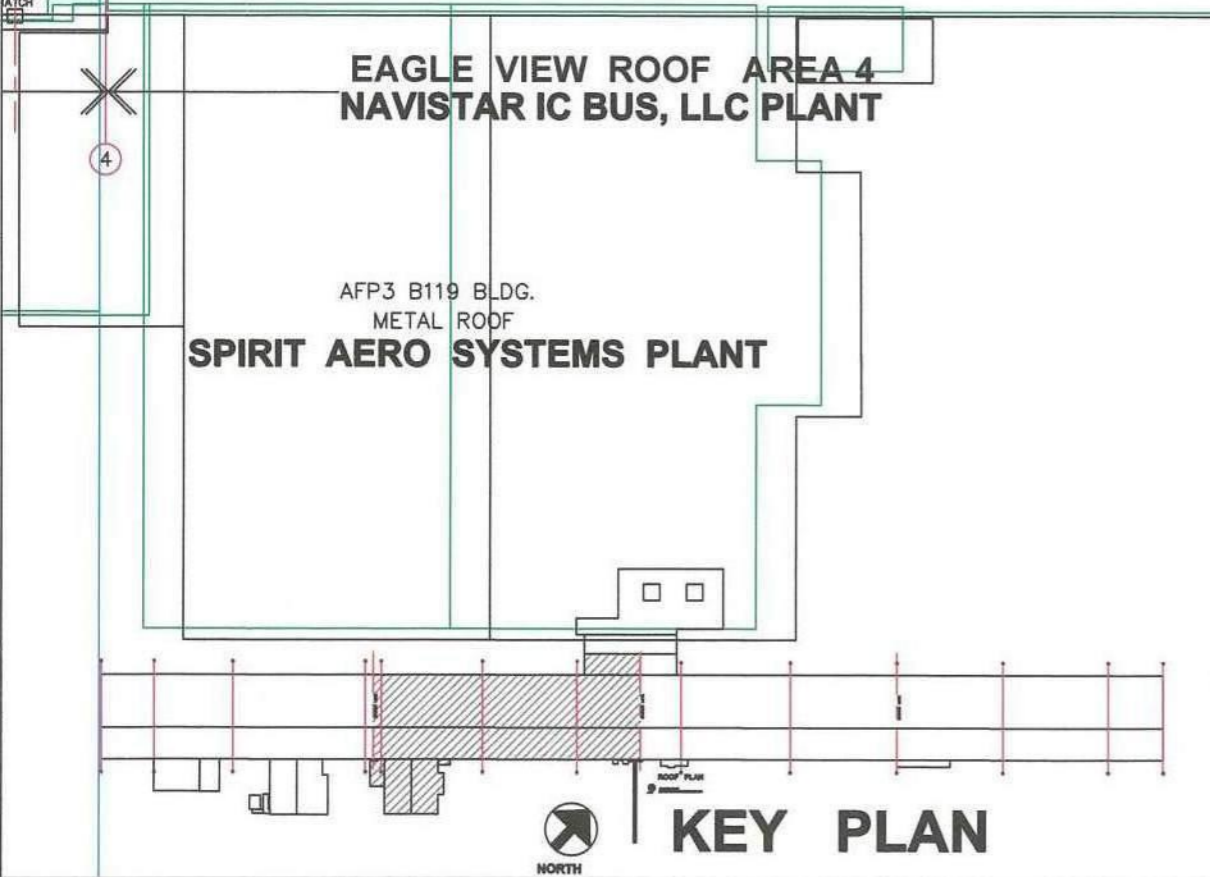 EAGLE VIEW ROOF AREA 4
NAVISTAR IC BUS, LLC PLANT
4
AFP3 B119 BLDG.
METAL ROOF
SPIRIT AERO SYSTEMS PLANT
ROOF PLAN
9
KEY PLAN
NORTH